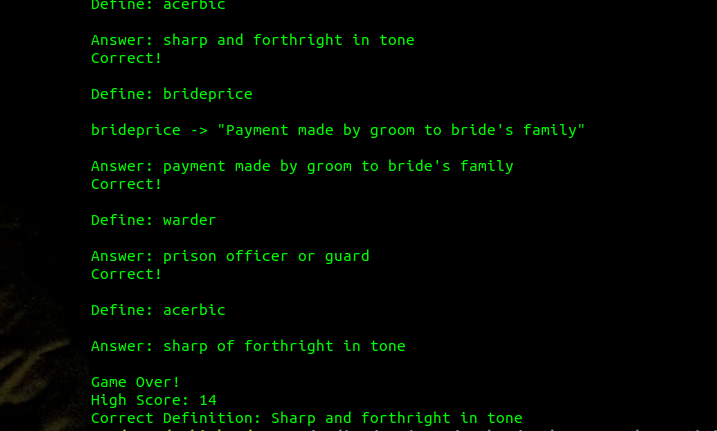 Define: acerbic
Answer: sharp and forthright in tone
Correct!
Define: brideprice
brideprice -> "Payment made by groom to bride's family"
Answer: payment made by groom to bride's family
Correct!
Define: warder
Answer: prison officer or guard
Correct!
Define: acerbic
Answer: sharp of forthright in tone
Game Over!
High Score: 14
Correct Definition: Sharp and forthright in tone